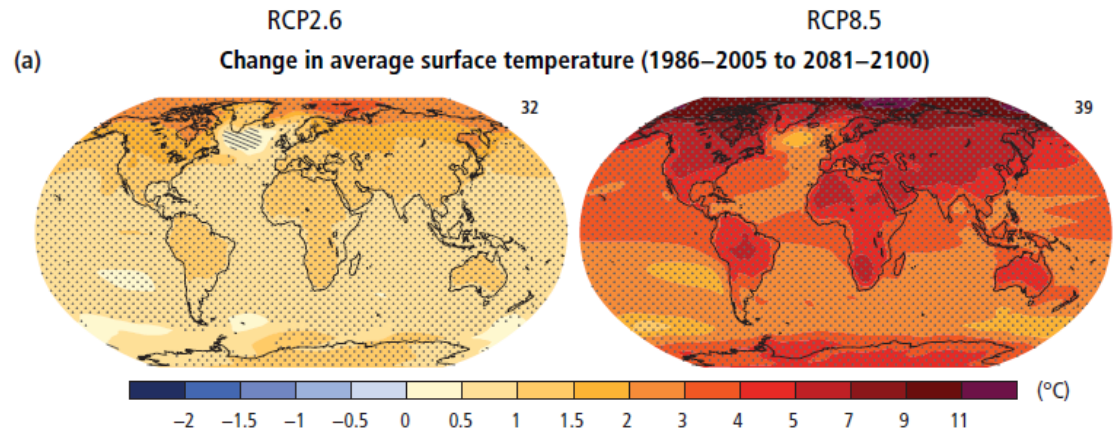 RCP2.6 RCP8.5
(a) Change in average surface temperature (1986–2005 to 2081–2100)
32 39
(°C)
−2 −1.5 −1 −0.5 0 0.5 1 1.5 2 3 4 5 7 9 11